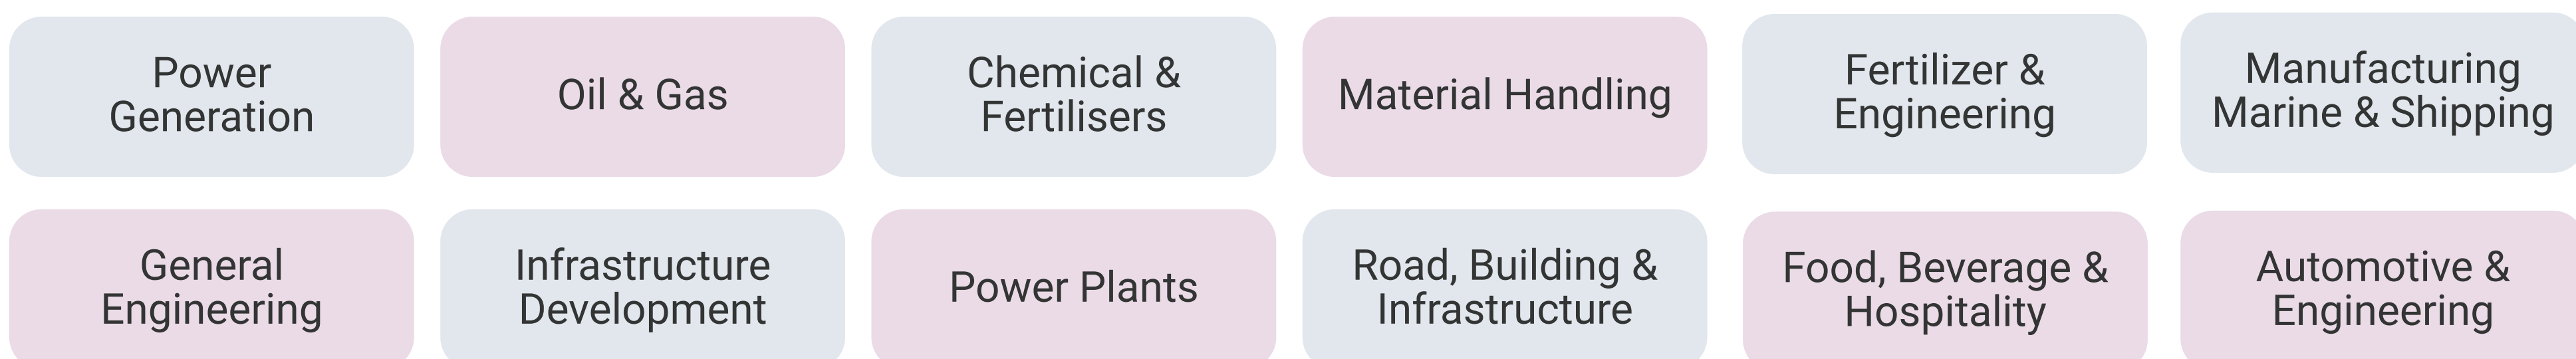 Power
Generation
Oil & Gas
Chemical &
Fertilisers
Material Handling
Fertilizer &
Engineering
Manufacturing
Marine & Shipping
General
Engineering
Infrastructure
Development
Power Plants
Road, Building &
Infrastructure
Food, Beverage &
Hospitality
Automotive &
Engineering